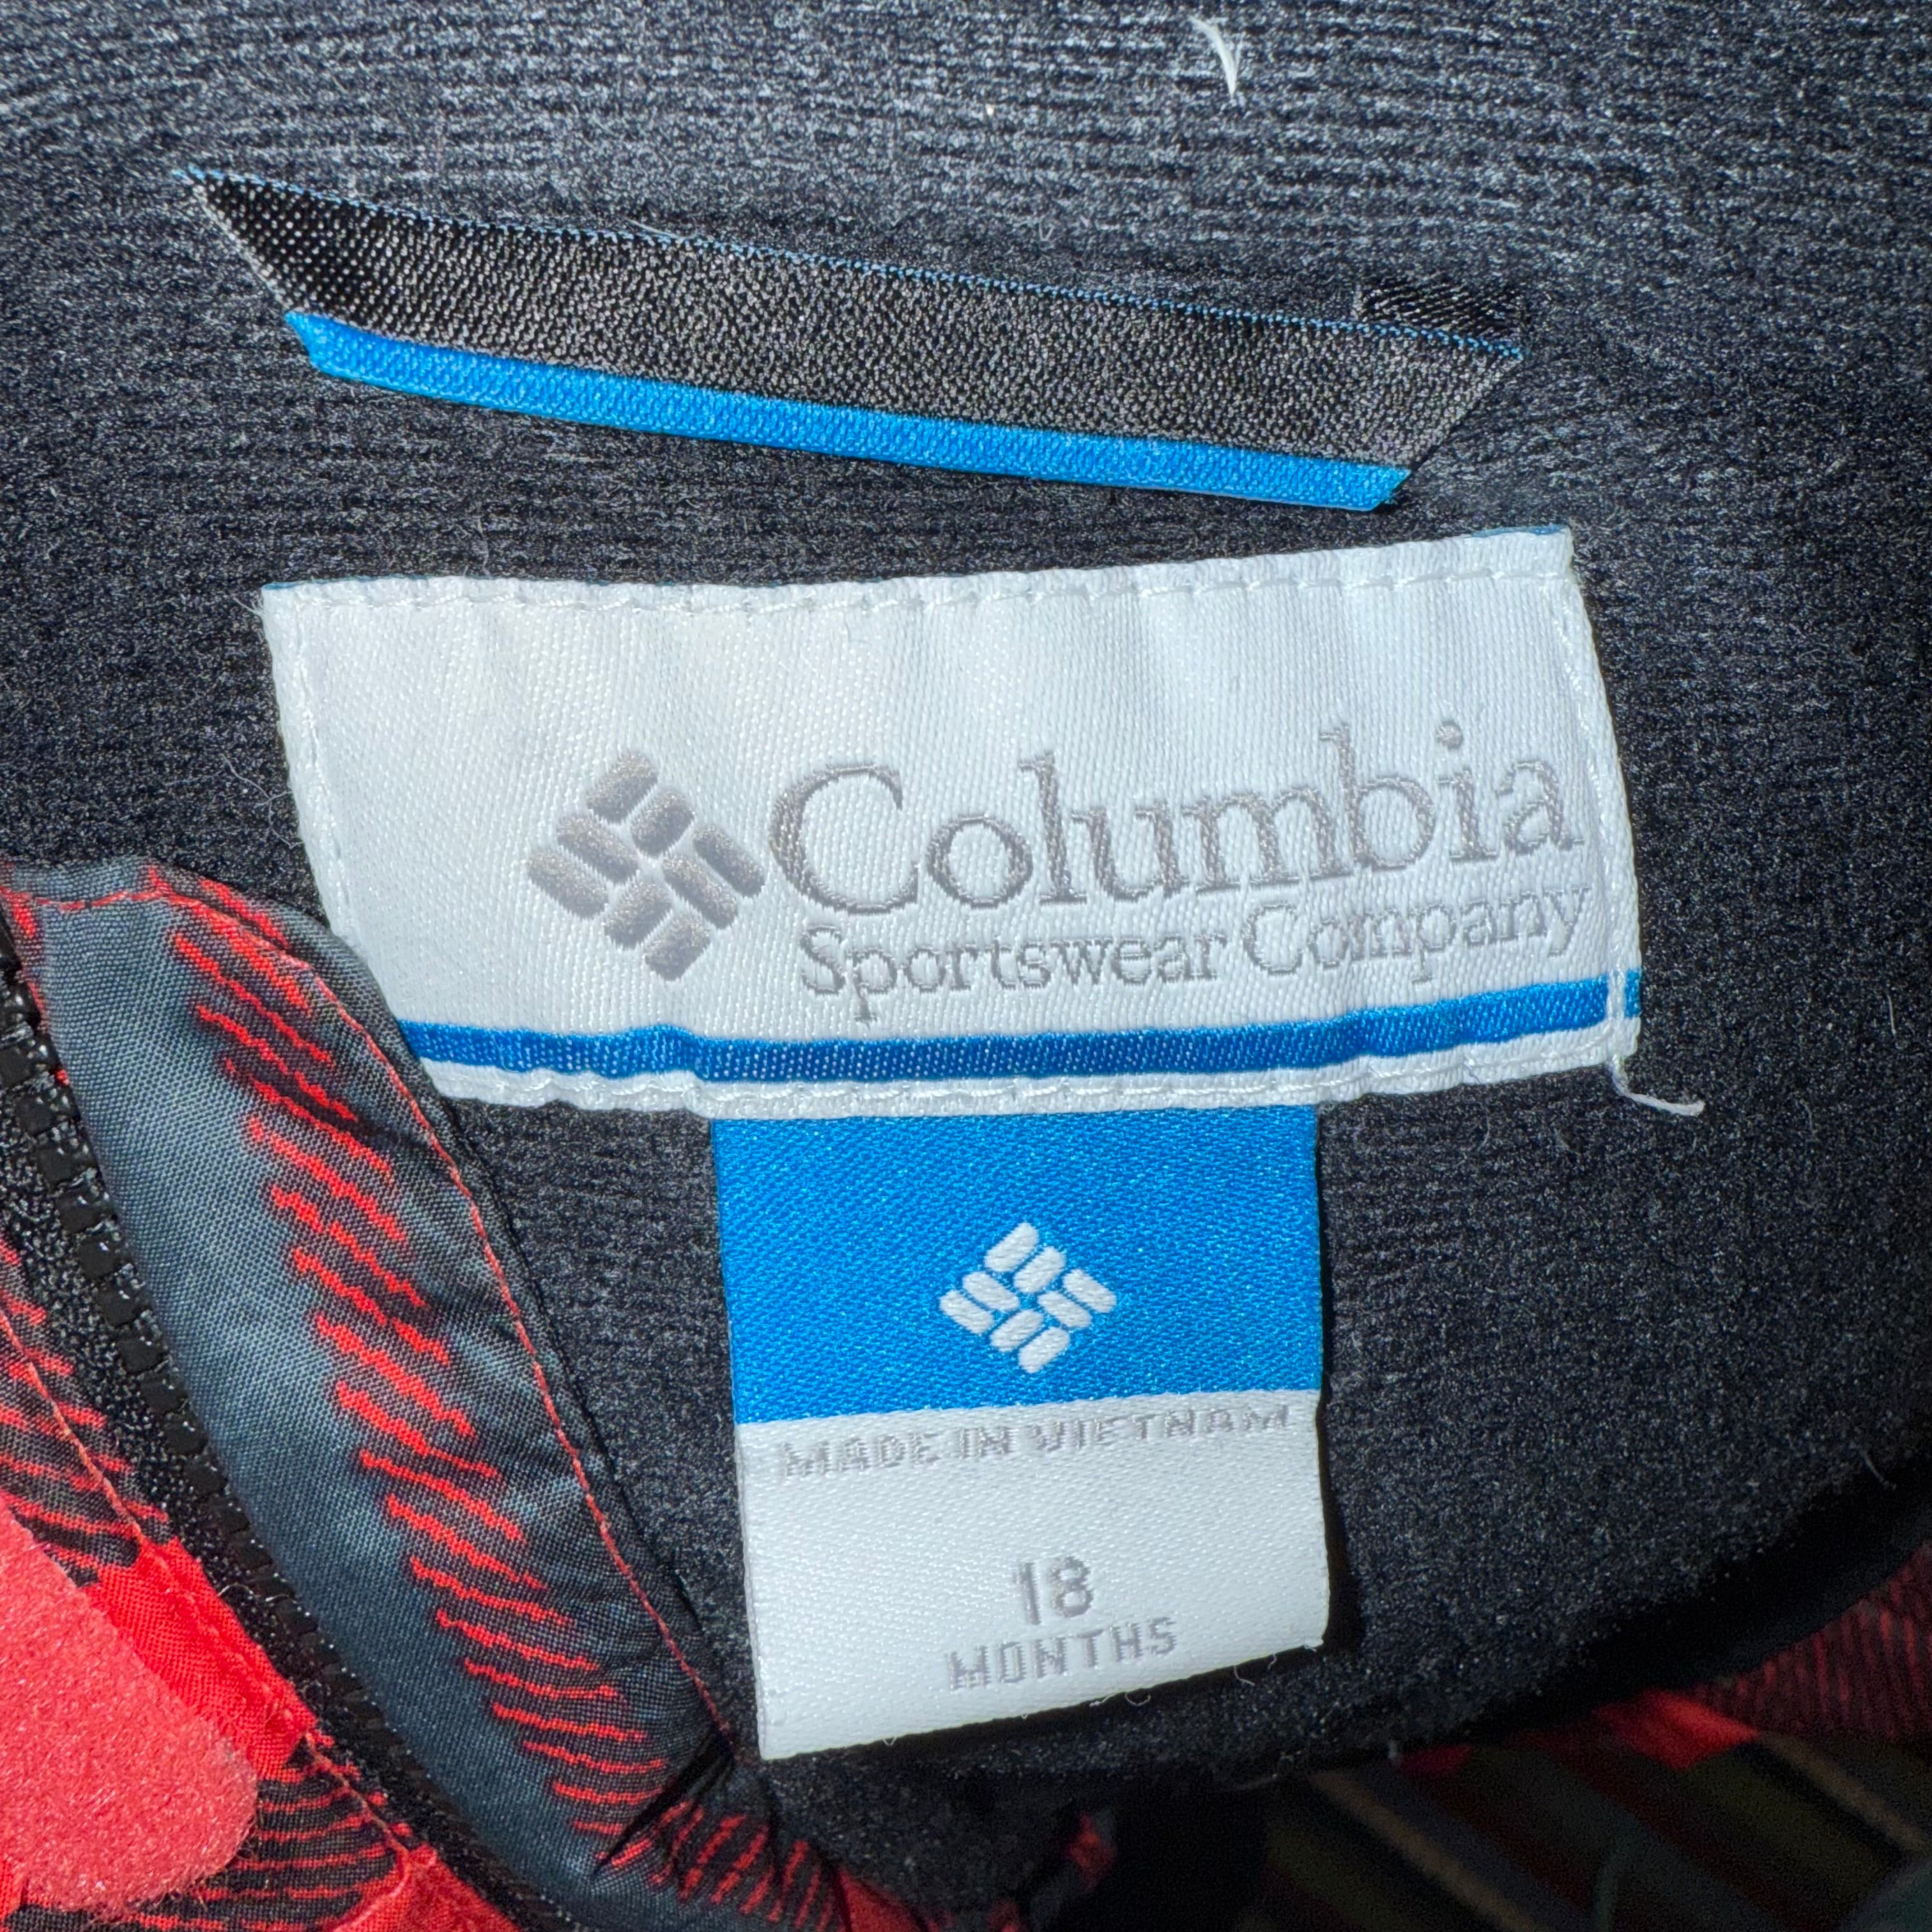 Columbia
Sportswear Company
MADE IN VIETNAM
18
MONTHS